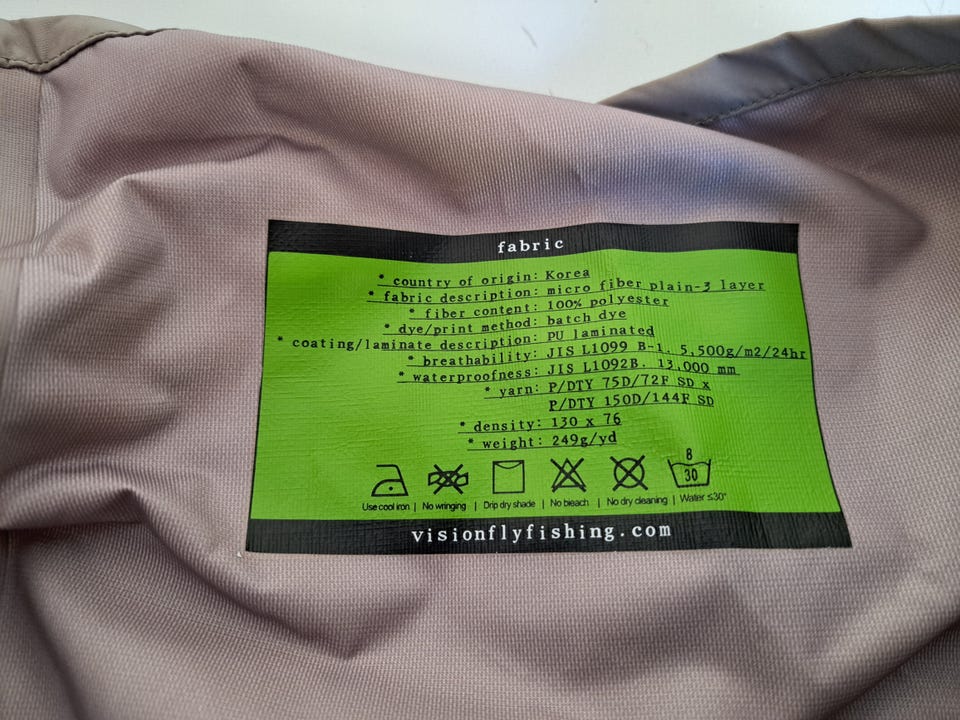 fabric
* country of origin: Korea
* fabric description: micro fiber plain-3 layer
* fiber content: 100% polyester
* dye/print method: batch dye
* coating/laminate description: PU laminated
* breathability: JIS L1099 B-1. 5,500g/m2/24hr
* waterproofness: JIS L1092B. 13,000 mm
* yarn: P/DTY 75D/72F SD x
P/DTY 150D/144F SD
* density: 130 x 76
* weight: 249g/yd
8
30
Use cool iron | No wringing | Drip dry shade | No bleach | No dry cleaning | Water ≤30°
visionflyfishing.com